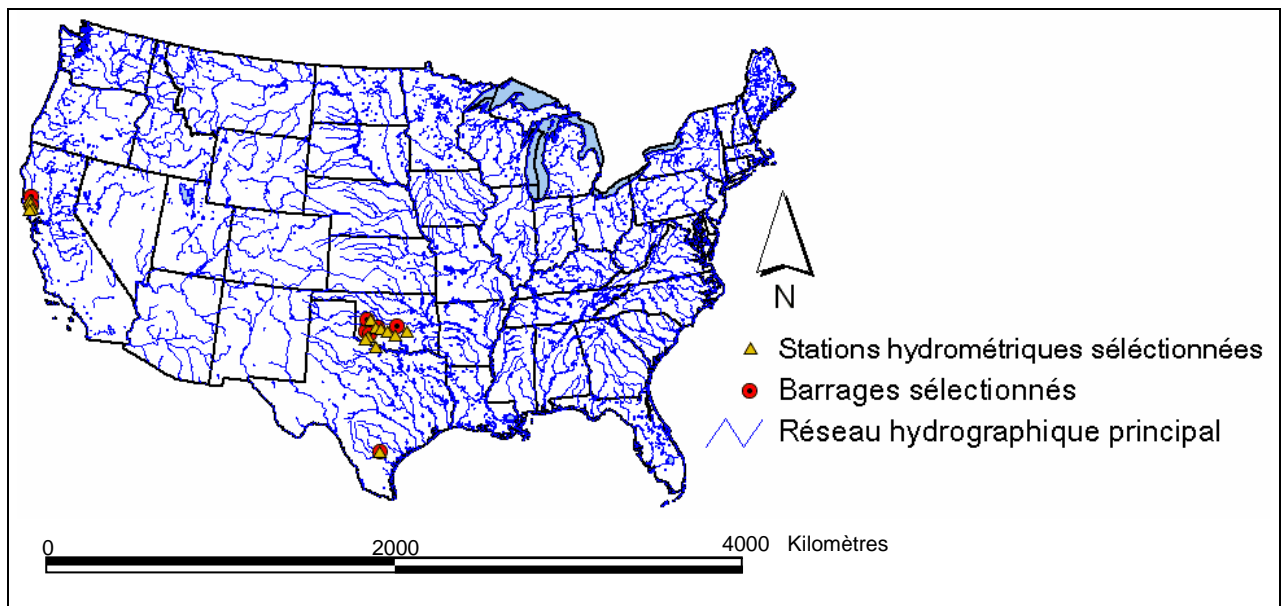 N
Stations hydrométriques séléctionnées
Barrages sélectionnés
Réseau hydrographique principal
0 2000 4000 Kilomètres